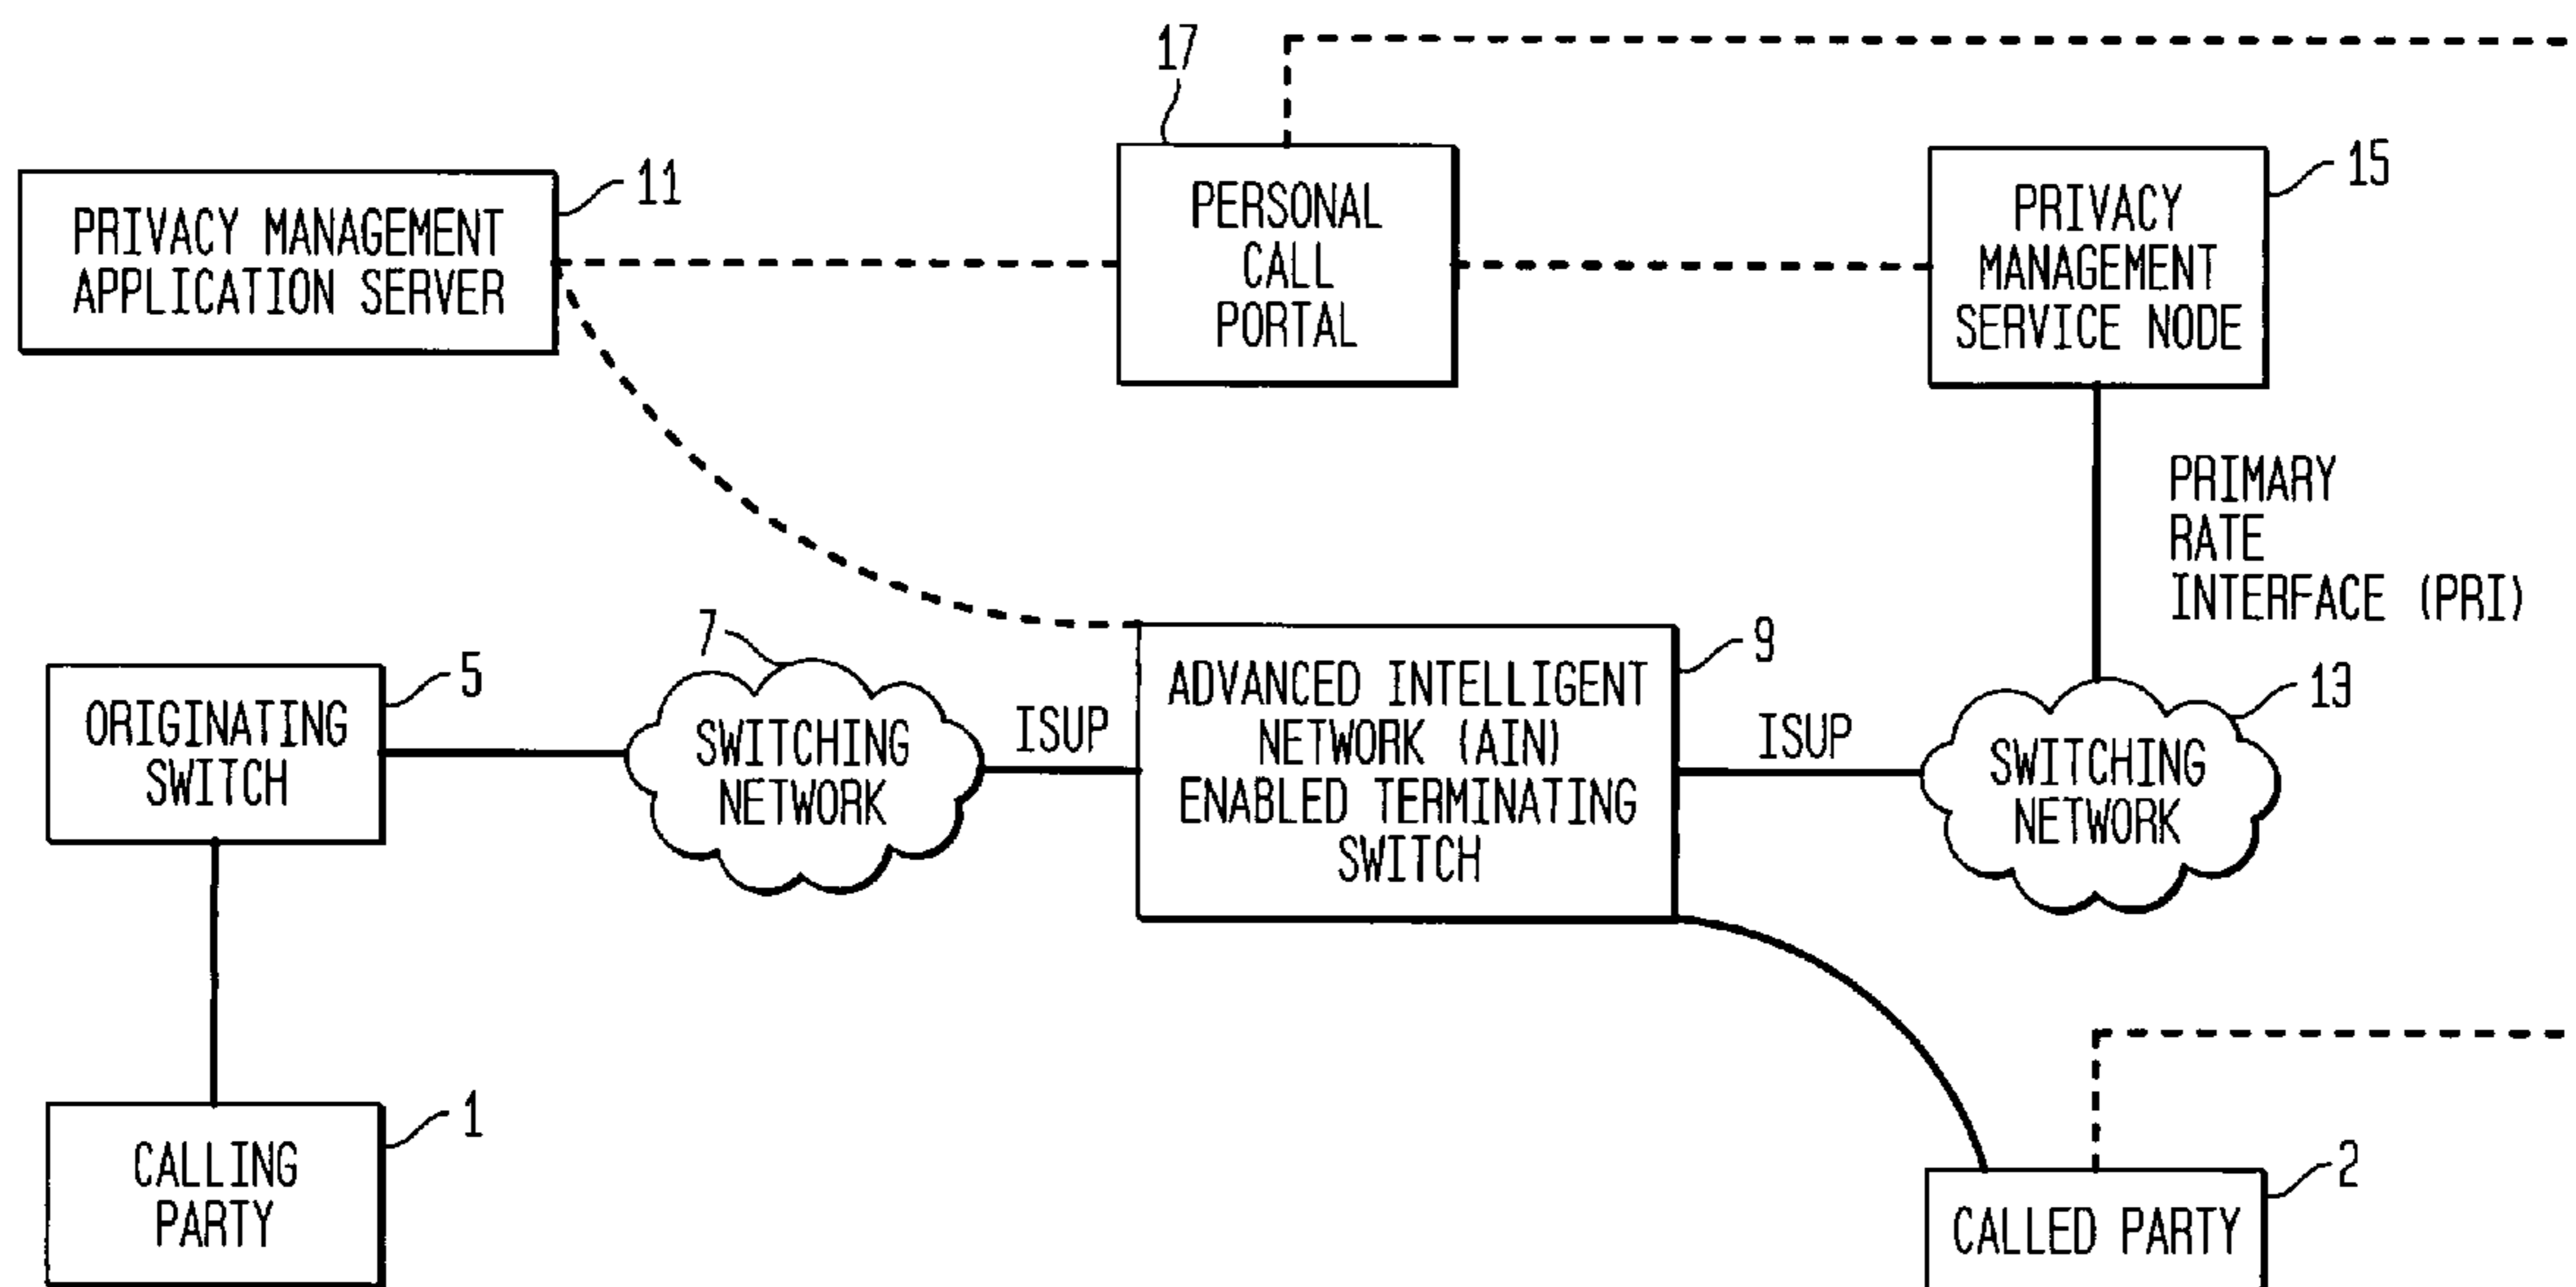 17
11
PRIVACY MANAGEMENT
APPLICATION SERVER
PERSONAL
CALL
PORTAL
15
PRIVACY
MANAGEMENT
SERVICE NODE
PRIMARY
RATE
INTERFACE (PRI)
5
ORIGINATING
SWITCH
7
SWITCHING
NETWORK
ISUP
9
ADVANCED INTELLIGENT
NETWORK (AIN)
ENABLED TERMINATING
SWITCH
ISUP
13
SWITCHING
NETWORK
1
CALLING
PARTY
2
CALLED PARTY